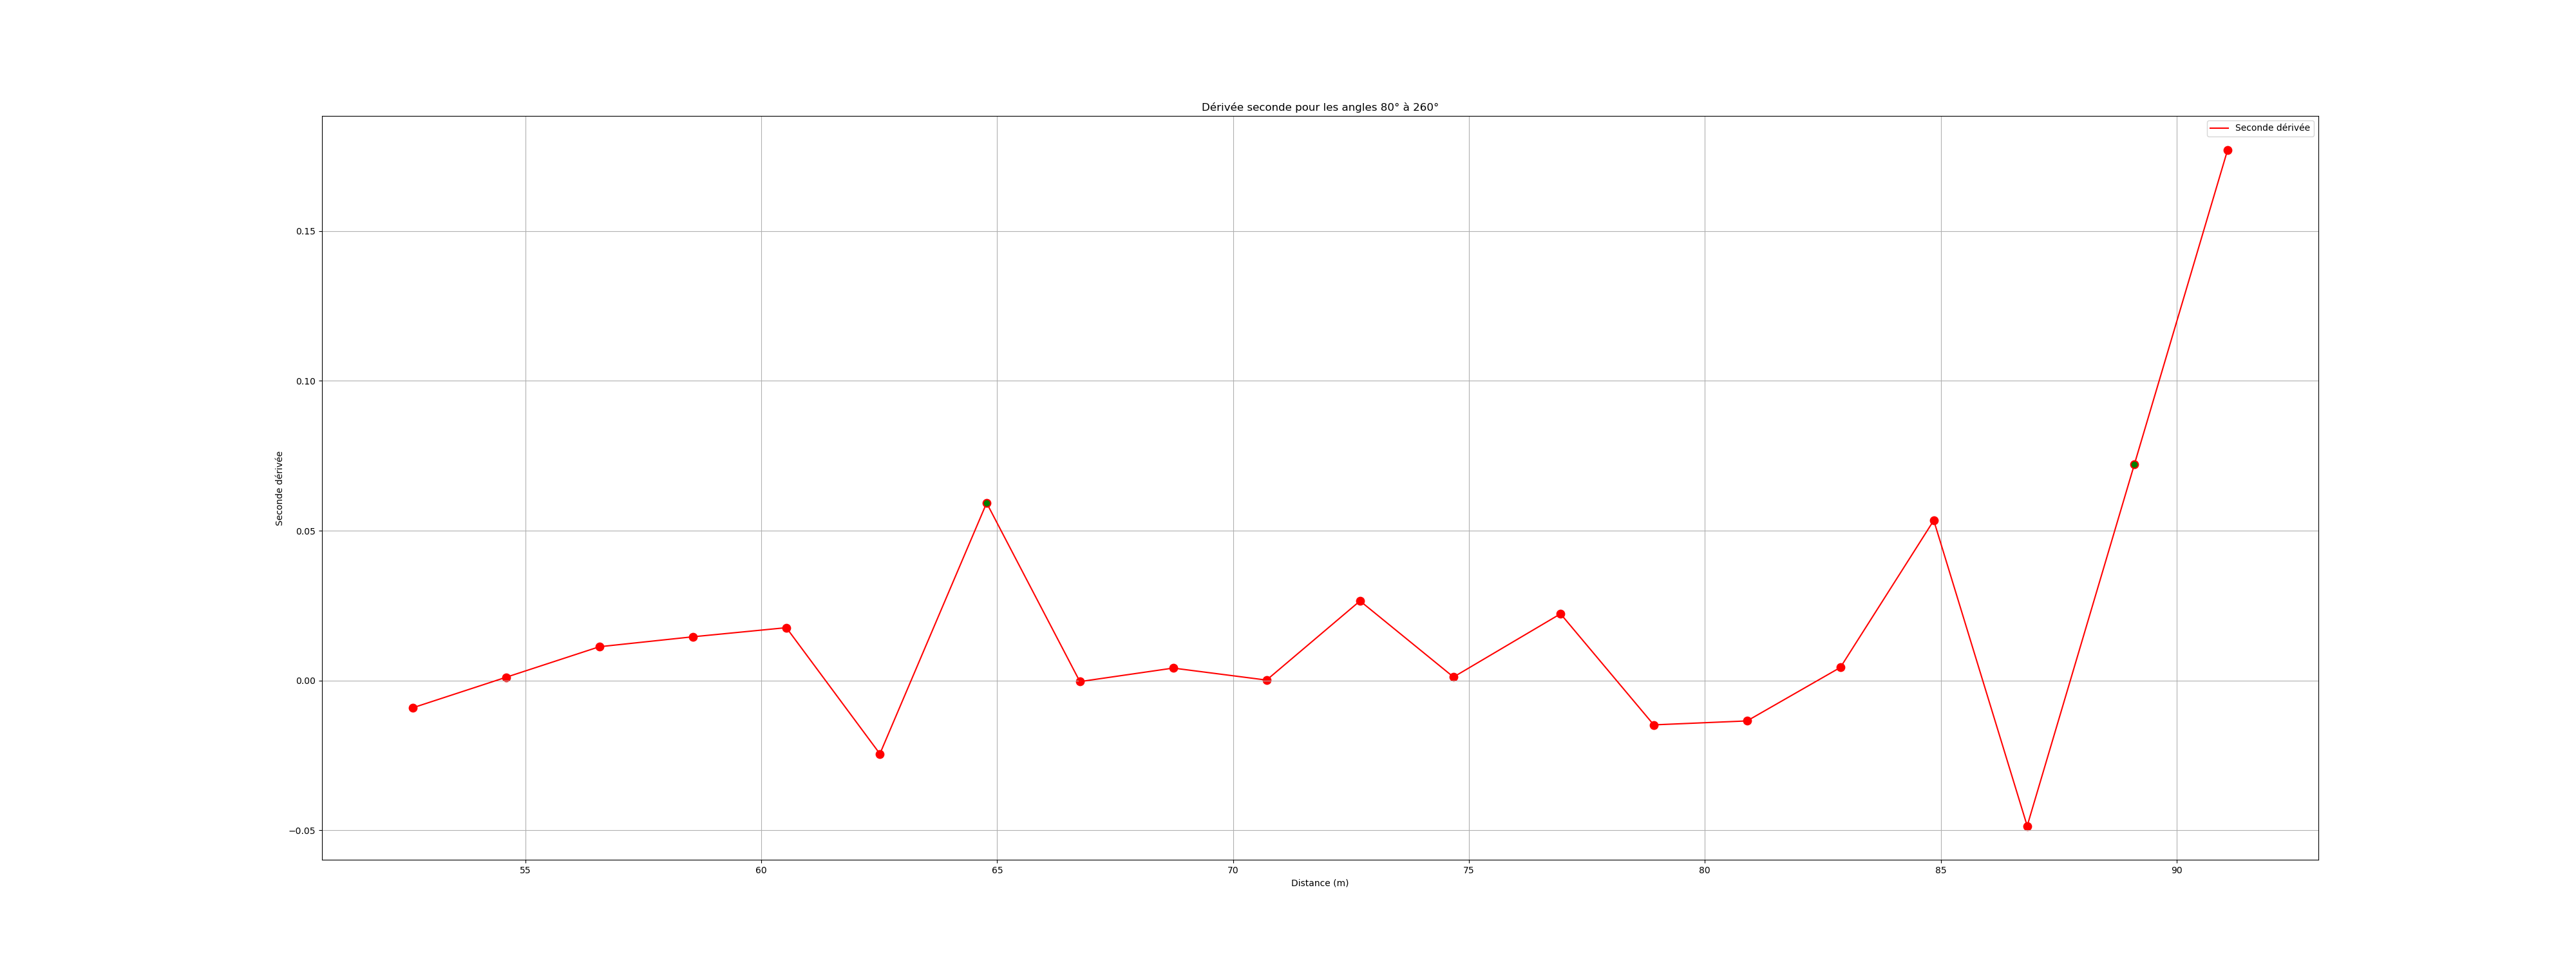 Dérivée seconde pour les angles 80° à 260°
Seconde dérivée
0.15
0.10
0.05
0.00
−0.05
Seconde dérivée
55 60 65 70 75 80 85 90
Distance (m)